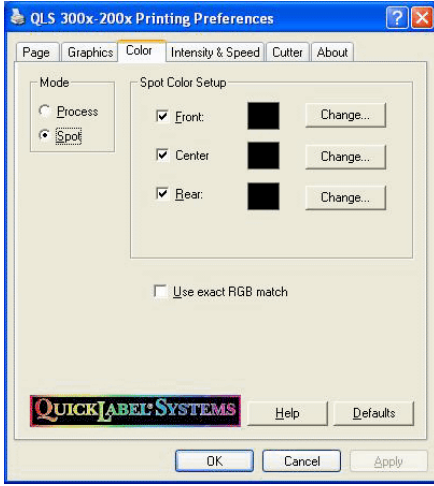 QLS 300x-200x Printing Preferences
Page Graphics Color Intensity & Speed Cutter About
Mode
Process
Spot
Spot Color Setup
Front: Change...
Center Change...
Rear: Change...
Use exact RGB match
QUICKLABEL® SYSTEMS
Help Defaults
OK Cancel Apply